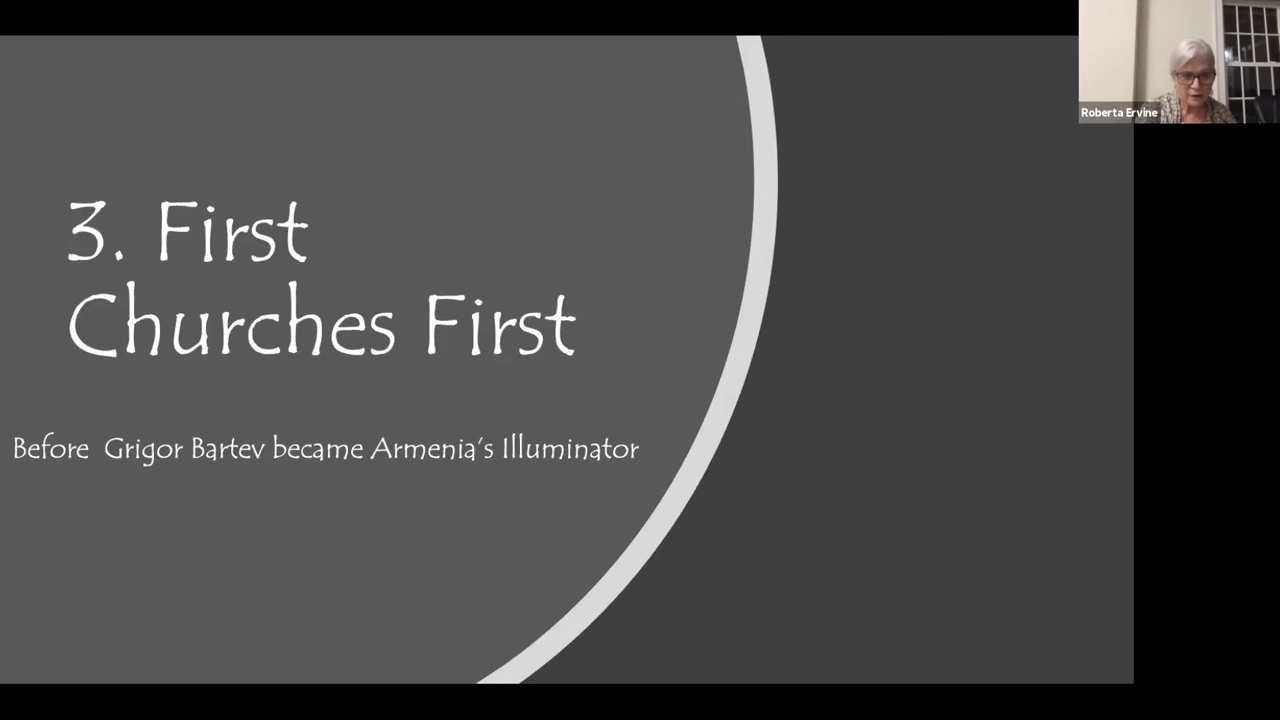 3. First
Churches First
Before Grigor Bartev became Armenia's Illuminator
Roberta Ervine